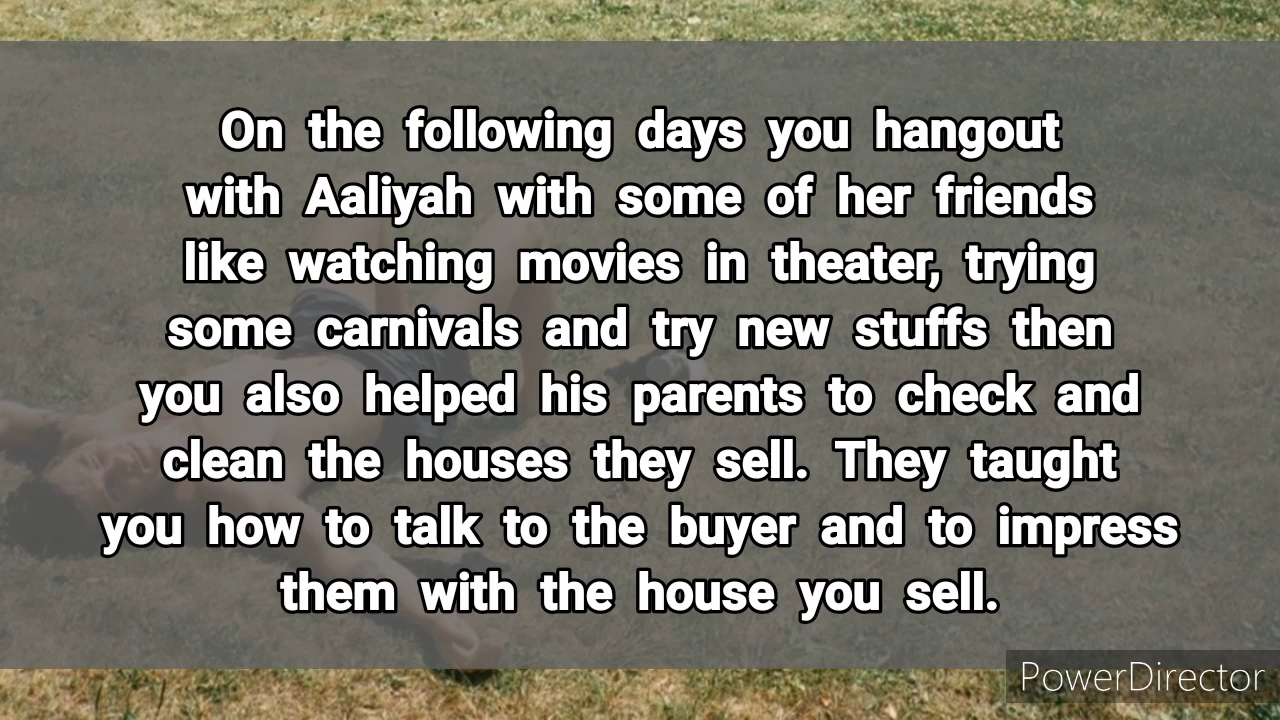 On the following days you hangout
with Aaliyah with some of her friends
like watching movies in theater, trying
some carnivals and try new stuffs then
you also helped his parents to check and
clean the houses they sell. They taught
you how to talk to the buyer and to impress
them with the house you sell.
PowerDirector